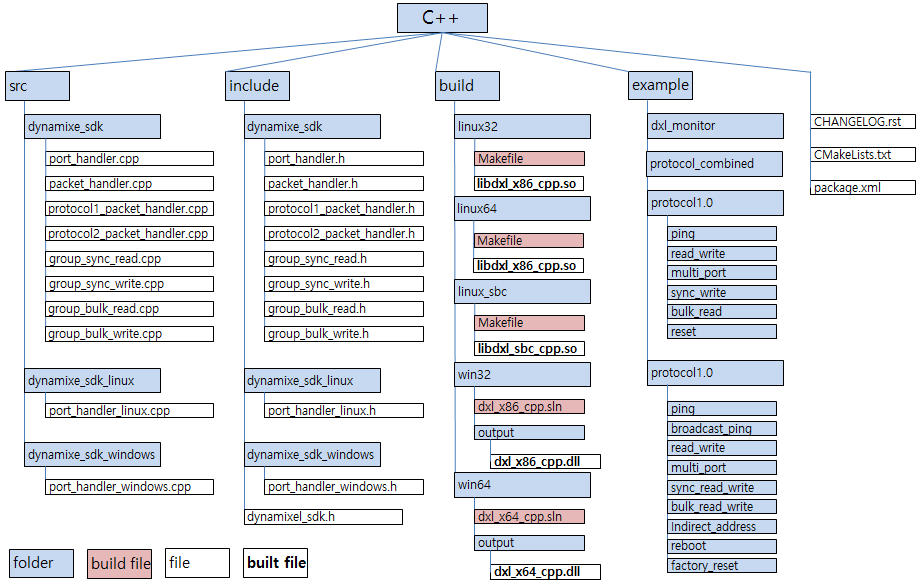 C++
src
dynamixe_sdk
port_handler.cpp
packet_handler.cpp
protocol1_packet_handler.cpp
protocol2_packet_handler.cpp
group_sync_read.cpp
group_sync_write.cpp
group_bulk_read.cpp
group_bulk_write.cpp
dynamixe_sdk_linux
port_handler_linux.cpp
dynamixe_sdk_windows
port_handler_windows.cpp
include
dynamixe_sdk
port_handler.h
packet_handler.h
protocol1_packet_handler.h
protocol2_packet_handler.h
group_sync_read.h
group_sync_write.h
group_bulk_read.h
group_bulk_write.h
dynamixe_sdk_linux
port_handler_linux.h
dynamixe_sdk_windows
port_handler_windows.h
dynamixel_sdk.h
build
linux32
Makefile
libdxl_x86_cpp.so
linux64
Makefile
libdxl_x86_cpp.so
linux_sbc
Makefile
libdxl_sbc_cpp.so
win32
dxl_x86_cpp.sln
output
dxl_x86_cpp.dll
win64
dxl_x64_cpp.sln
output
dxl_x64_cpp.dll
example
dxl_monitor
protocol_combined
protocol1.0
ping
read_write
multi_port
sync_write
bulk_read
reset
protocol1.0
ping
broadcast_ping
read_write
multi_port
sync_read_write
bulk_read_write
Indirect_address
reboot
factory_reset
CHANGELOG.rst
CMakeLists.txt
package.xml
folder
build file
file
built file